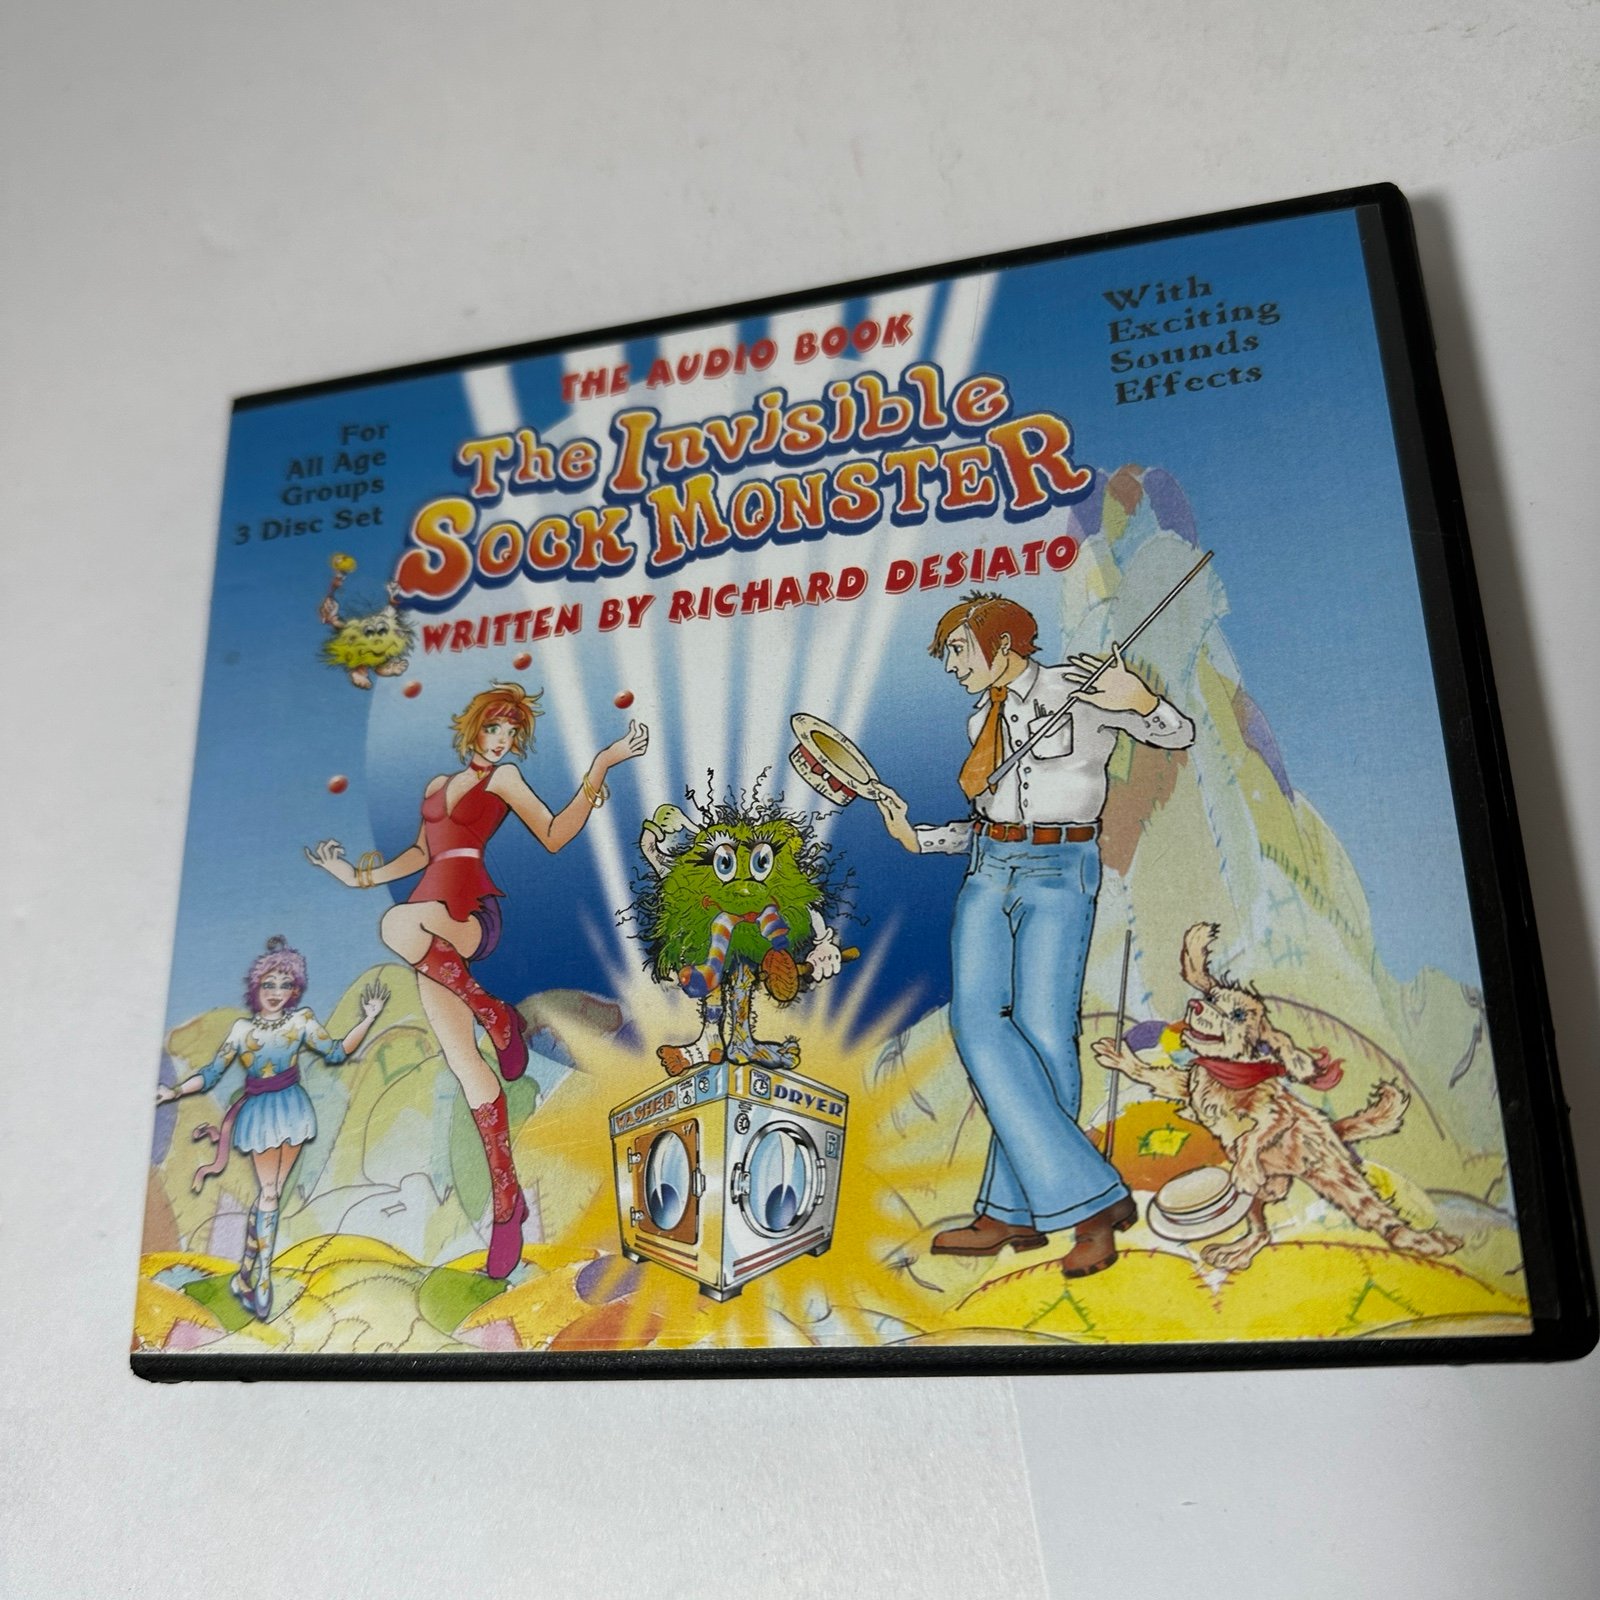 THE AUDIO BOOK
The Invisible
SOCK MONSTER
WRITTEN BY RICHARD DESIATO
For
All Age
Groups
3 Disc Set
With
Exciting
Sounds
Effects
WASHER
DRYER